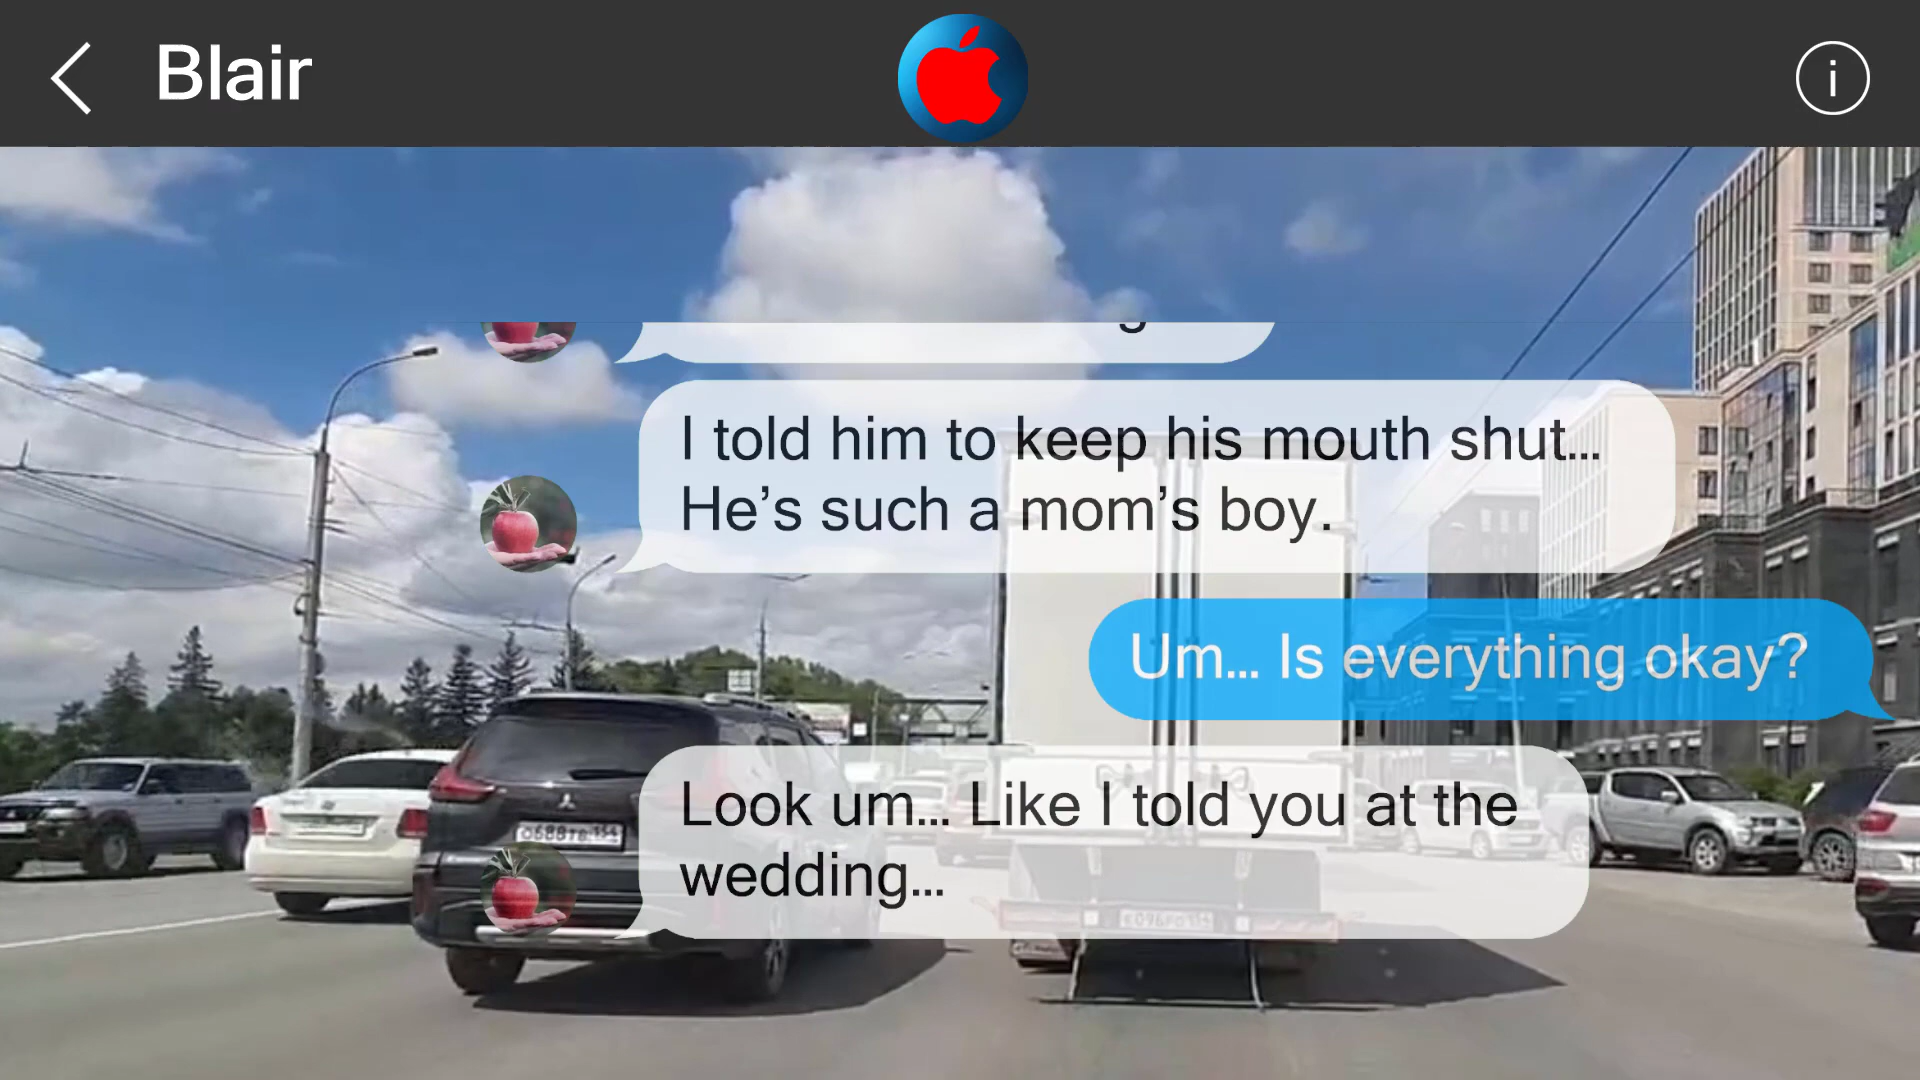 Blair
i
I told him to keep his mouth shut...
He’s such a mom’s boy.
Um... Is everything okay?
Look um... Like I told you at the
wedding...